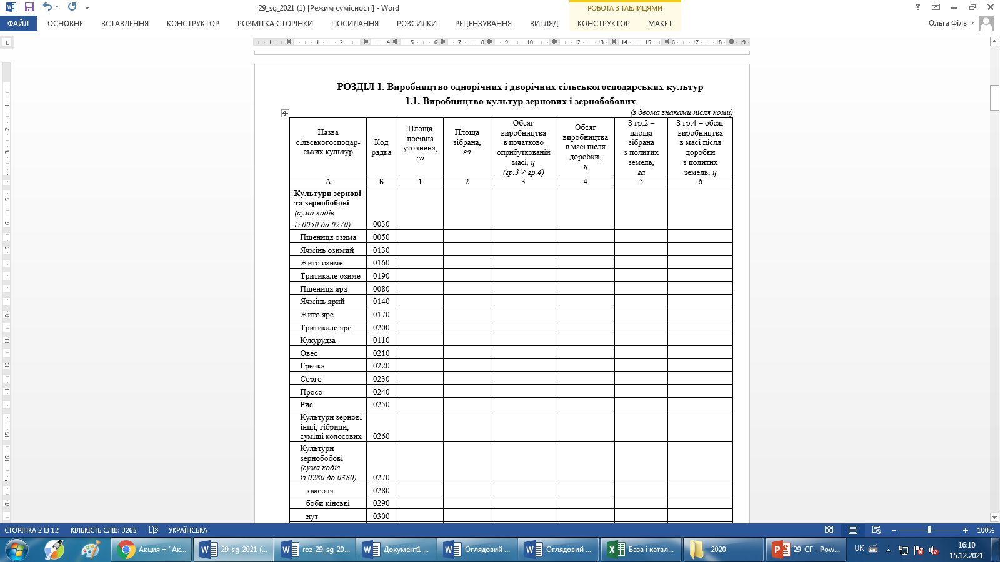 29_sg_2021 (1) [Режим сумісності] - Word
РОБОТА З ТАБЛИЦЯМИ
ФАЙЛ ОСНОВНЕ ВСТАВЛЕННЯ КОНСТРУКТОР РОЗМІТКА СТОРІНКИ ПОСИЛАННЯ РОЗСИЛКИ РЕЦЕНЗУВАННЯ ВИГЛЯД КОНСТРУКТОР МАКЕТ Ольга Філь
РОЗДІЛ 1. Виробництво однорічних і дворічних сільськогосподарських культур
1.1. Виробництво культур зернових і зернобобових
(з двома знаками після коми)
Назва
сільськогосподар-
ських культур
Код
рядка
Площа
посівна
уточнена,
га
Площа
зібрана,
га
Обсяг
виробництва
в початково
оприбуткованій
масі, ц
(гр.3 ≥ гр.4)
Обсяг
виробництва
в масі після
доробки,
ц
З гр.2 –
площа
зібрана
з политих
земель,
га
З гр.4 – обсяг
виробництва
в масі після
доробки
з политих
земель, ц
А Б 1 2 3 4 5 6
Культури зернові
та зернобобові
(сума кодів
із 0050 до 0270) 0030
Пшениця озима 0050
Ячмінь озимий 0130
Жито озиме 0160
Тритикале озиме 0190
Пшениця яра 0080
Ячмінь ярий 0140
Жито яре 0170
Тритикале яре 0200
Кукурудза 0110
Овес 0210
Гречка 0220
Сорго 0230
Просо 0240
Рис 0250
Культури зернові
інші, гібриди,
суміші колосових 0260
Культури
зернобобові
(сума кодів
із 0280 до 0380) 0270
квасоля 0280
боби кінські 0290
нут 0300
СТОРІНКА 2 ІЗ 12 КІЛЬКІСТЬ СЛІВ: 3265 УКРАЇНСЬКА 100%
Акция = "Ак... 29_sg_2021 (... roz_29_sg_20... Документ1 ... Оглядовий ... Оглядовий ... База і катал... 2020 29-СГ - Pow... UK 16:10
15.12.2021